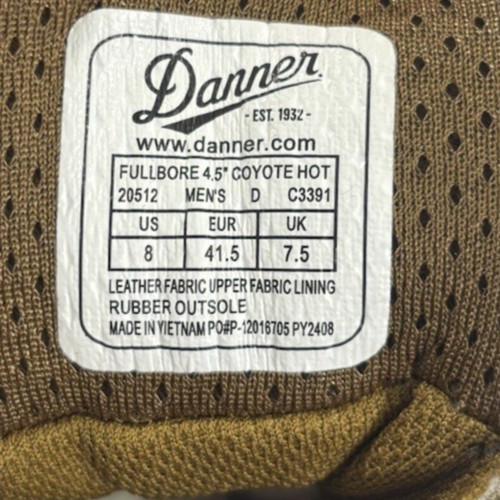 Danner
- EST. 1932 -
www.danner.com
FULLBORE 4.5" COYOTE HOT
20512 MEN'S D C3391
US EUR UK
8 41.5 7.5
LEATHER FABRIC UPPER FABRIC LINING
RUBBER OUTSOLE
MADE IN VIETNAM PO#P-12016705 PY2408